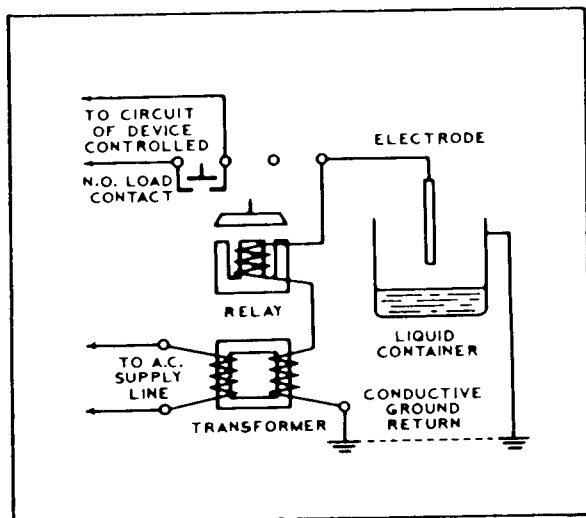 TO CIRCUIT
OF DEVICE
CONTROLLED
N.O. LOAD
CONTACT
ELECTRODE
RELAY
LIQUID
CONTAINER
TO A.C.
SUPPLY
LINE
TRANSFORMER
CONDUCTIVE
GROUND
RETURN